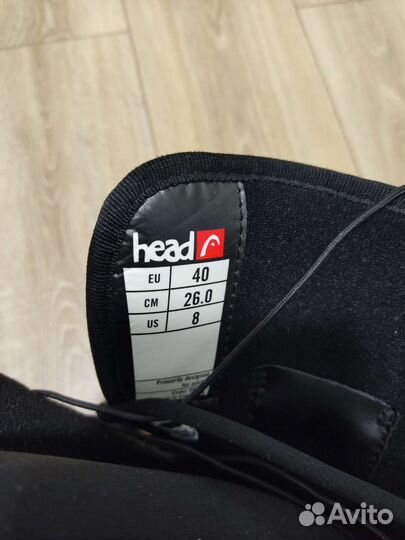 head
EU 40
CM 26.0
US 8
Primarily designed
Avito